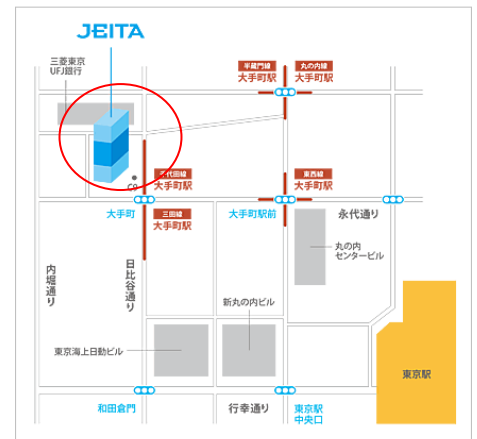 JEITA
三菱東京
UFJ銀行
半蔵門線
大手町駅
丸の内線
大手町駅
C9
千代田線
大手町駅
東西線
大手町駅
大手町
三田線
大手町駅
大手町駅前
永代通り
丸の内
センタービル
内堀通り
日比谷通り
新丸の内ビル
東京海上日動ビル
東京駅
和田倉門
行幸通り
東京駅
中央口